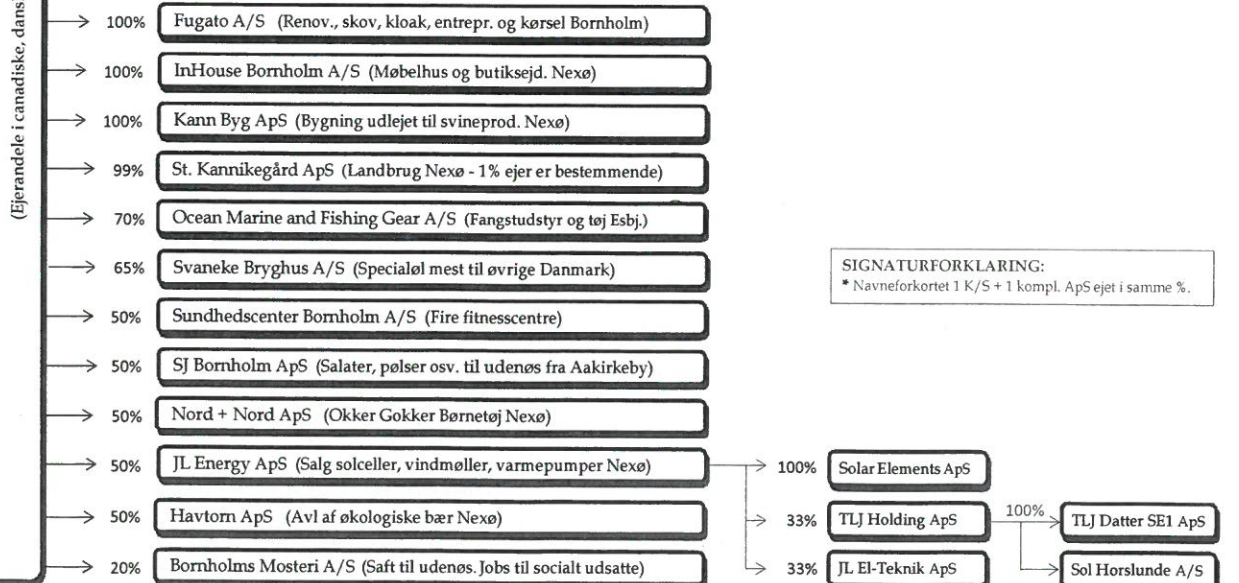 (Ejerandele i canadiske, dans
100% Fugato A/S (Renov., skov, kloak, entrepr. og kørsel Bornholm)
100% InHouse Bornholm A/S (Møbelhus og butiksejd. Nexø)
100% Kann Byg ApS (Bygning udlejet til svineprod. Nexø)
99% St. Kannikegård ApS (Landbrug Nexø - 1% ejer er bestemmende)
70% Ocean Marine and Fishing Gear A/S (Fangstudstyr og tøj Esbj.)
65% Svaneke Bryghus A/S (Specialøl mest til øvrige Danmark)
SIGNATURFORKLARING:
* Navneforkortet 1 K/S + 1 kompl. ApS ejet i samme %.
50% Sundhedscenter Bornholm A/S (Fire fitnesscentre)
50% SJ Bornholm ApS (Salater, pølser osv. til udenøs fra Aakirkeby)
50% Nord + Nord ApS (Okker Gokker Børnetøj Nexø)
50% JL Energy ApS (Salg solceller, vindmøller, varmepumper Nexø) 100% Solar Elements ApS
50% Havtorn ApS (Avl af økologiske bær Nexø) 33% TLJ Holding ApS 100% TLJ Datter SE1 ApS
20% Bornholms Mosteri A/S (Saft til udenøs. Jobs til socialt udsatte) 33% JL El-Teknik ApS Sol Horslunde A/S